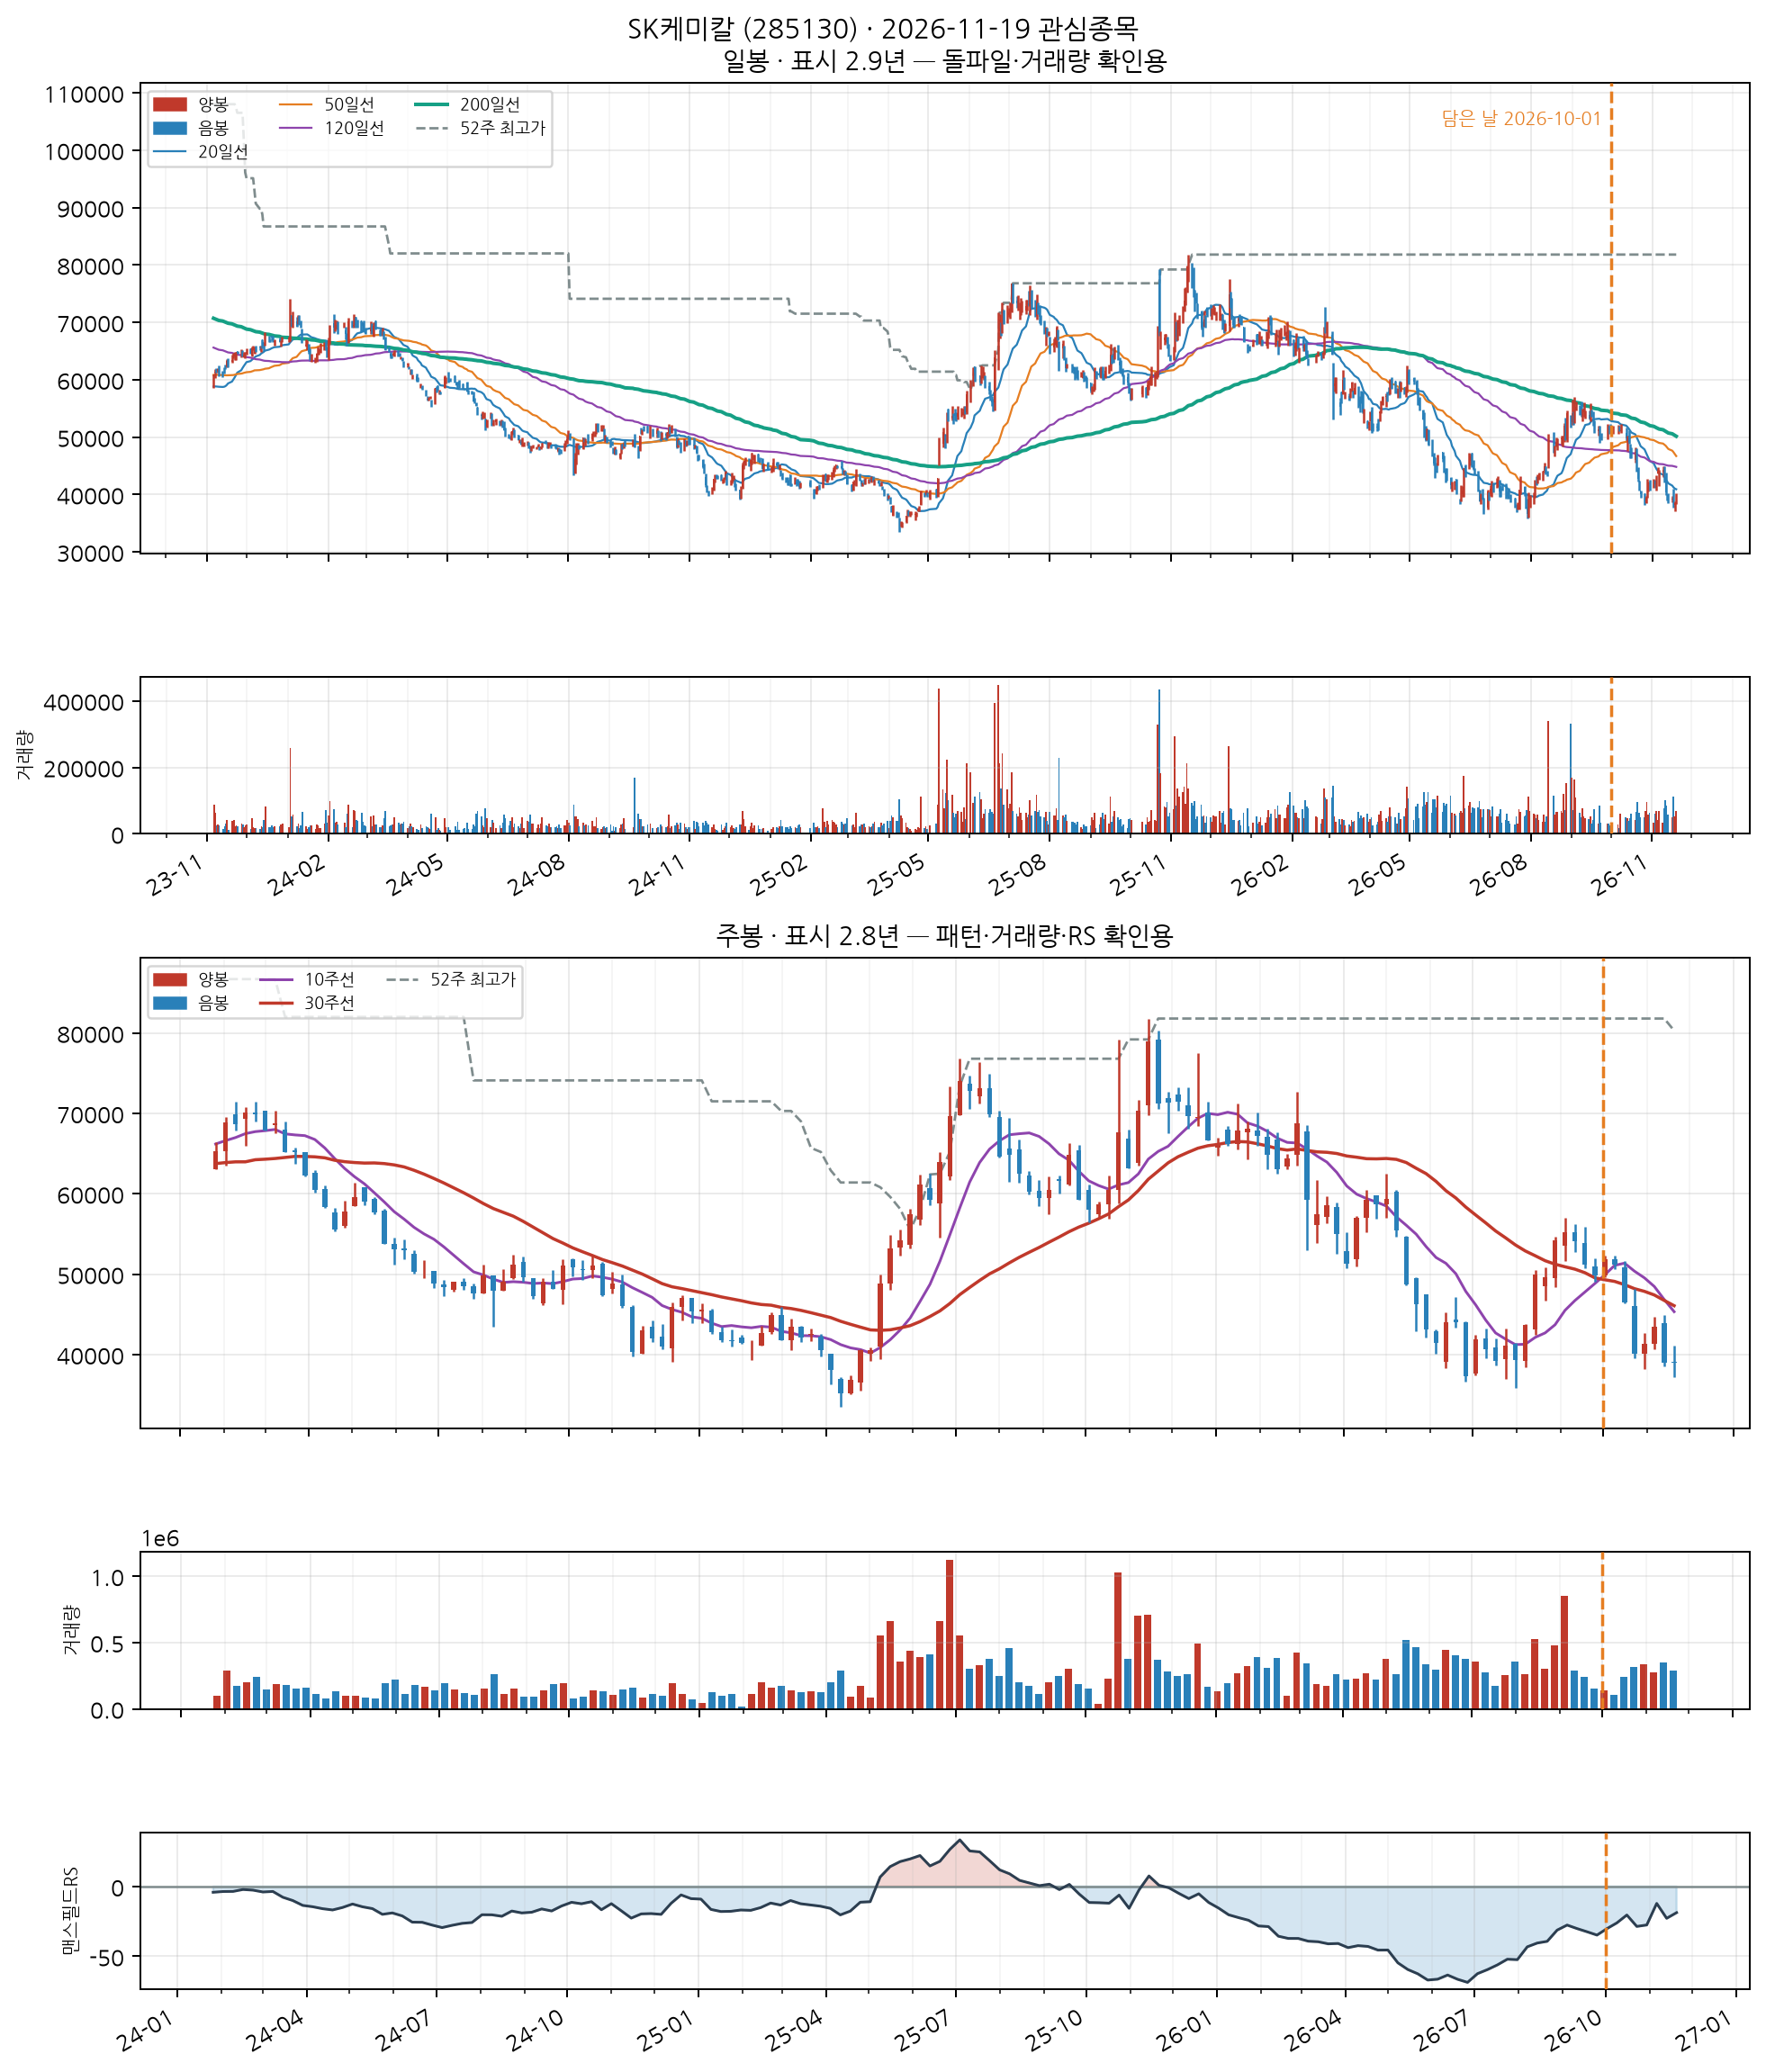 SK케미칼 (285130) · 2026-11-19 관심종목
일봉 · 표시 2.9년 — 돌파일·거래량 확인용
양봉 50일선 200일선
음봉 120일선 52주 최고가
20일선
담은 날 2026-10-01
110000
100000
90000
80000
70000
60000
50000
40000
30000
거래량
400000
200000
0
23-11 24-02 24-05 24-08 24-11 25-02 25-05 25-08 25-11 26-02 26-05 26-08 26-11
주봉 · 표시 2.8년 — 패턴·거래량·RS 확인용
양봉 10주선 52주 최고가
음봉 30주선
80000
70000
60000
50000
40000
1e6
거래량
1.0
0.5
0.0
맨스필드RS
0
-50
24-01 24-04 24-07 24-10 25-01 25-04 25-07 25-10 26-01 26-04 26-07 26-10 27-01